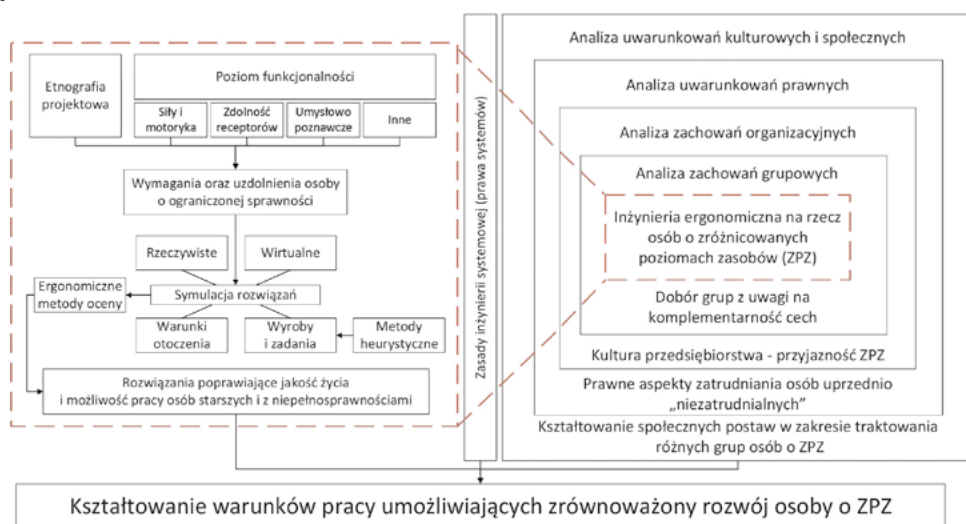 Etnografia
projektowa
Poziom funkcjonalności
Siły i
motoryka
Zdolność
receptorów
Umysłowo
poznawcze
Inne
Wymagania oraz uzdolnienia osoby
o ograniczonej sprawności
Rzeczywiste
Wirtualne
Ergonomiczne
metody oceny
Symulacja rozwiązań
Warunki
otoczenia
Wyroby
i zadania
Metody
heurystyczne
Rozwiązania poprawiające jakość życia
i możliwość pracy osób starszych i z niepełnosprawnościami
Zasady inżynierii systemowej (prawa systemów)
Analiza uwarunkowań kulturowych i społecznych
Analiza uwarunkowań prawnych
Analiza zachowań organizacyjnych
Analiza zachowań grupowych
Inżynieria ergonomiczna na rzecz
osób o zróżnicowanych
poziomach zasobów (ZPZ)
Dobór grup z uwagi na
komplementarność cech
Kultura przedsiębiorstwa - przyjazność ZPZ
Prawne aspekty zatrudniania osób uprzednio
„niezatrudnialnych”
Kształtowanie społecznych postaw w zakresie traktowania
różnych grup osób o ZPZ
Kształtowanie warunków pracy umożliwiających zrównoważony rozwój osoby o ZPZ